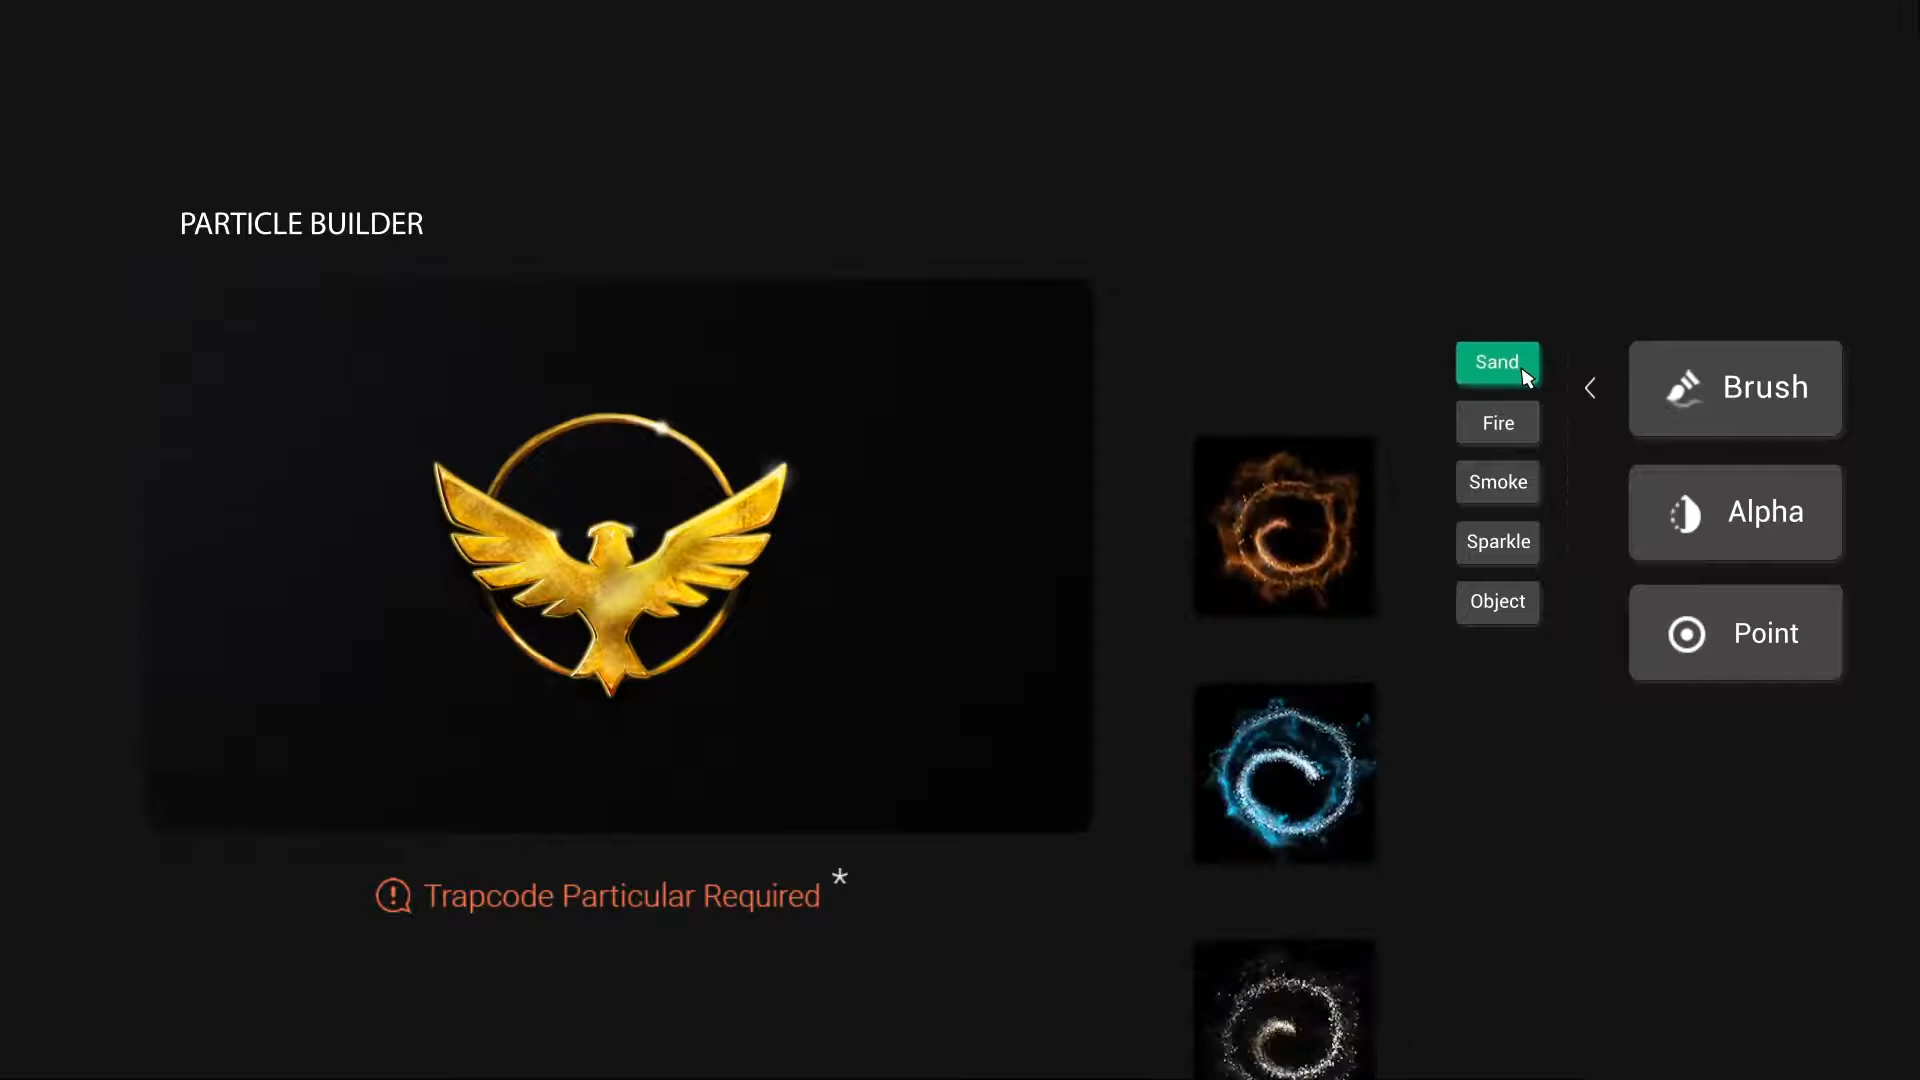 PARTICLE BUILDER
Sand
Fire
Smoke
Sparkle
Object
Brush
Alpha
Point
Trapcode Particular Required *